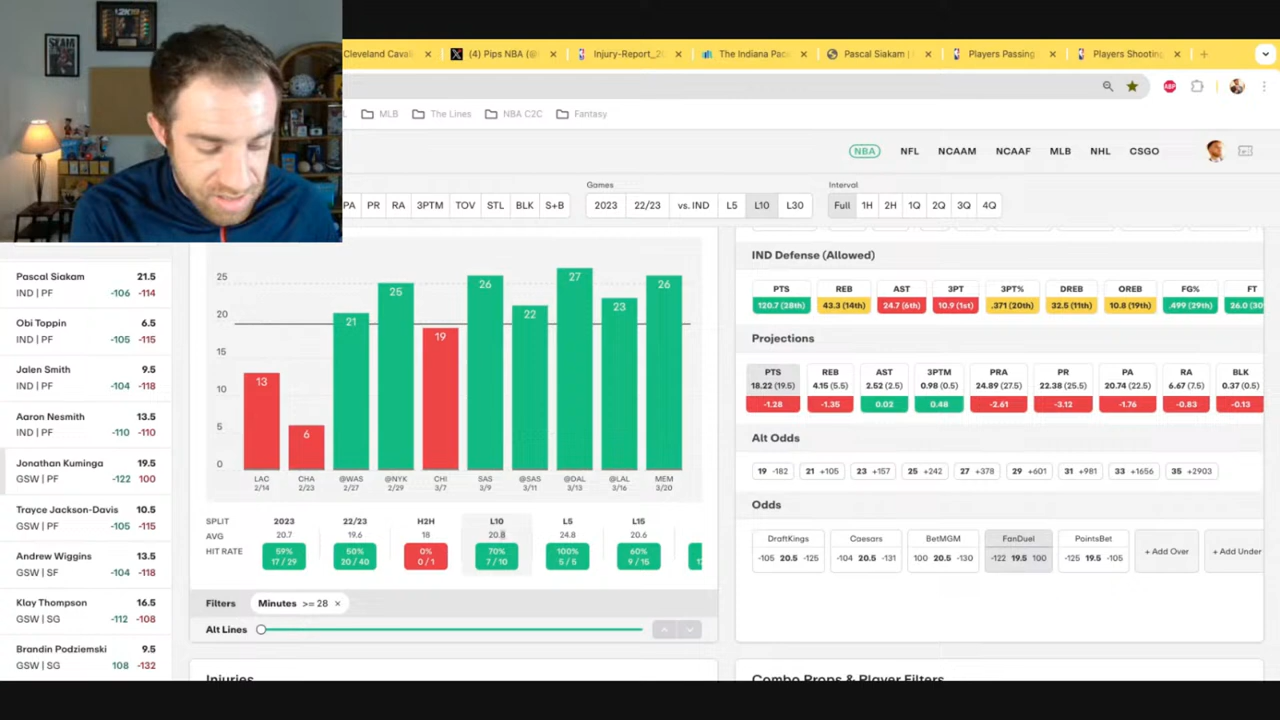 SLAM
2K19
Cleveland Caval
(4) Pips NBA (@
Injury-Report_2
The Indiana Pac
Pascal Siakam |
Players Passing
Players Shooting
ABP
MLB
The Lines
NBA C2C
Fantasy
NBA NFL NCAAM NCAAF MLB NHL CSGO
Games
Interval
PA PR RA 3PTM TOV STL BLK S+B
2023 22/23 vs. IND L5 L10 L30
Full 1H 2H 1Q 2Q 3Q 4Q
Pascal Siakam 21.5
IND | PF -106 -114
Obi Toppin 6.5
IND | PF -105 -115
Jalen Smith 9.5
IND | PF -104 -118
Aaron Nesmith 13.5
IND | PF -110 -110
Jonathan Kuminga 19.5
GSW | PF -122 100
Trayce Jackson-Davis 10.5
GSW | PF -105 -115
Andrew Wiggins 13.5
GSW | SF -104 -118
Klay Thompson 16.5
GSW | SG -112 -108
Brandin Podziemski 9.5
GSW | SG 108 -132
25
20
15
10
5
0
13 6 21 25 19 26 22 27 23 26
LAC CHA @WAS @NYK CHI SAS @SAS @DAL @LAL MEM
2/14 2/23 2/27 2/29 3/7 3/9 3/11 3/13 3/16 3/20
SPLIT 2023 22/23 H2H L10 L5 L15
AVG 20.7 19.6 18 20.8 24.8 20.6
HIT RATE 59% 50% 0% 70% 100% 60%
17 / 29 20 / 40 0 / 1 7 / 10 5 / 5 9 / 15
Filters Minutes >= 28 ×
Alt Lines
Injuries
IND Defense (Allowed)
PTS REB AST 3PT 3PT% DREB OREB FG% FT
120.7 (28th) 43.3 (14th) 24.7 (6th) 10.9 (1st) .371 (20th) 32.5 (11th) 10.8 (19th) .499 (29th) 26.0 (30
Projections
PTS REB AST 3PTM PRA PR PA RA BLK
18.22 (19.5) 4.15 (5.5) 2.52 (2.5) 0.98 (0.5) 24.89 (27.5) 22.38 (25.5) 20.74 (22.5) 6.67 (7.5) 0.37 (0.5)
-1.28 -1.35 0.02 0.48 -2.61 -3.12 -1.76 -0.83 -0.13
Alt Odds
19 -182 21 +105 23 +157 25 +242 27 +378 29 +601 31 +981 33 +1656 35 +2903
Odds
DraftKings Caesars BetMGM FanDuel PointsBet
-105 20.5 -125 -104 20.5 -131 100 20.5 -130 -122 19.5 100 -125 19.5 -105
+ Add Over + Add Under
Combo Props & Player Filters